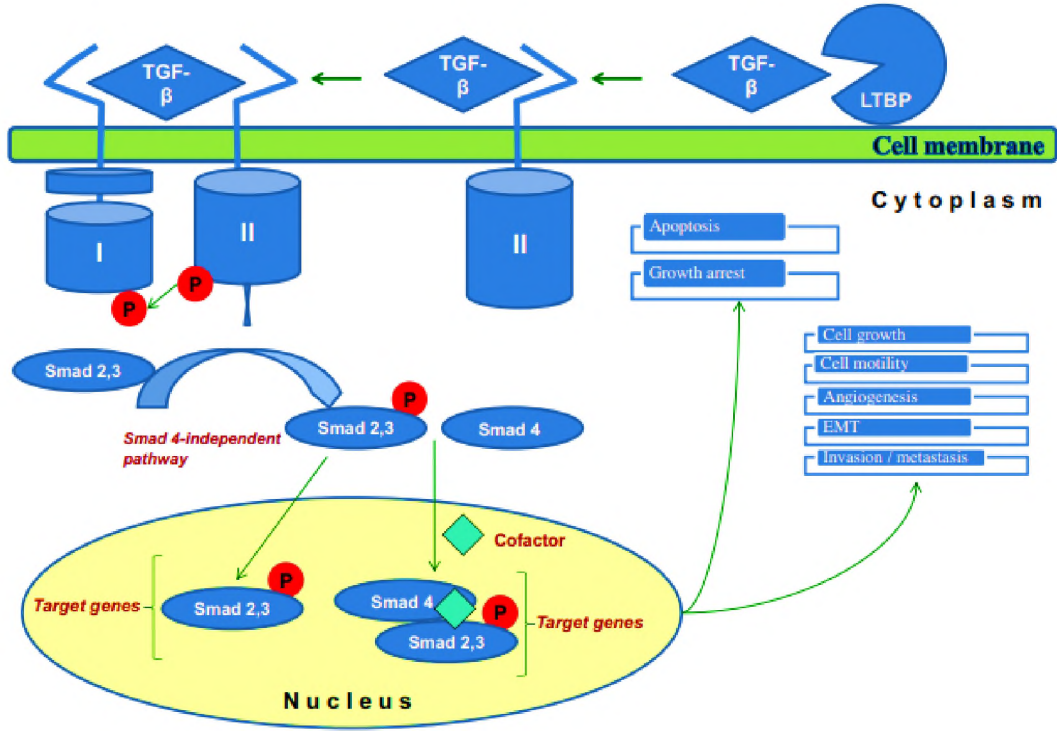 TGF-
β
TGF-
β
TGF-
β
LTBP
Cell membrane
Cytoplasm
I
II
II
P
P
Apoptosis
Growth arrest
Cell growth
Cell motility
Angiogenesis
EMT
Invasion / metastasis
Smad 2,3
P
Smad 2,3
Smad 4
Smad 4-independent
pathway
Cofactor
P
Target genes
Smad 2,3
Smad 4
P
Smad 2,3
Target genes
Nucleus